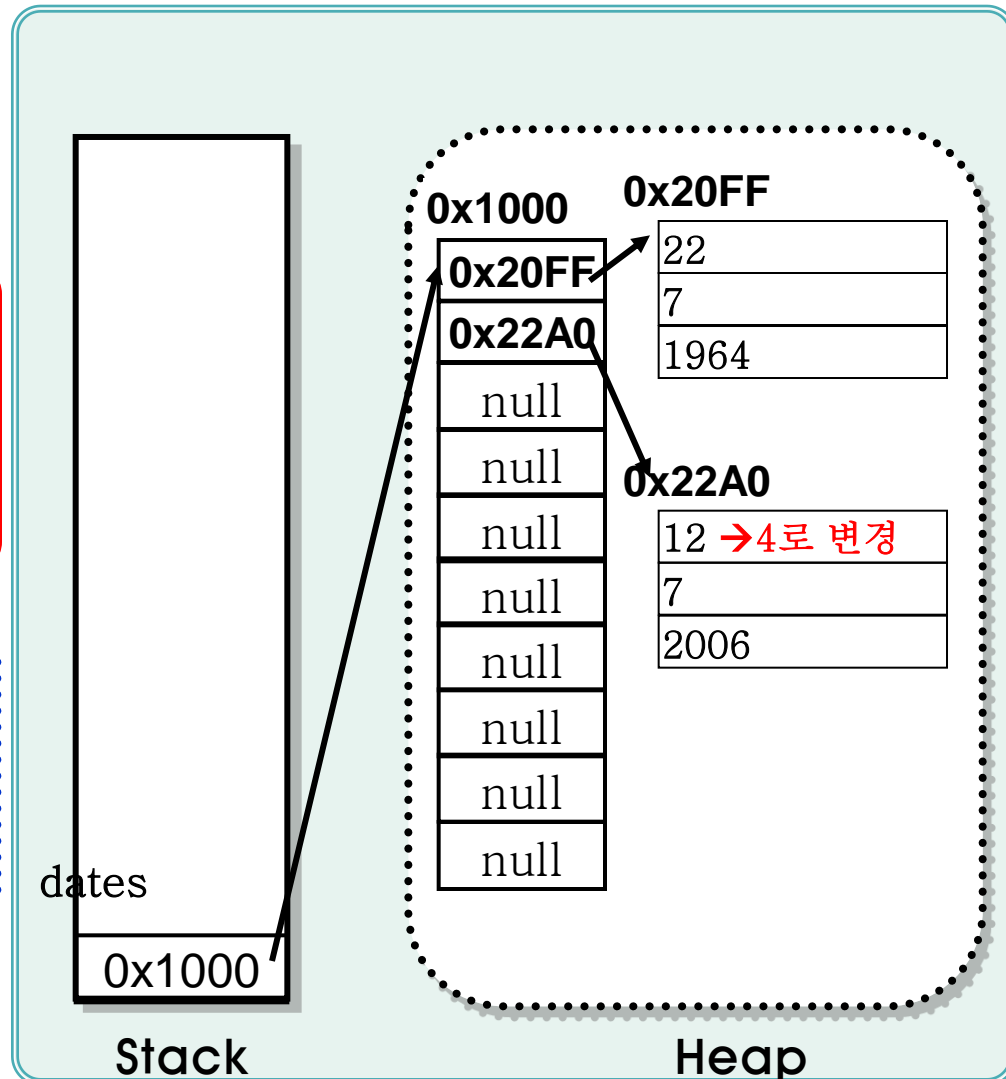 0x1000
0x20FF
0x22A0
null
null
null
null
null
null
null
null
0x20FF
22
7
1964
0x22A0
12 →4로 변경
7
2006
dates
0x1000
Stack
Heap